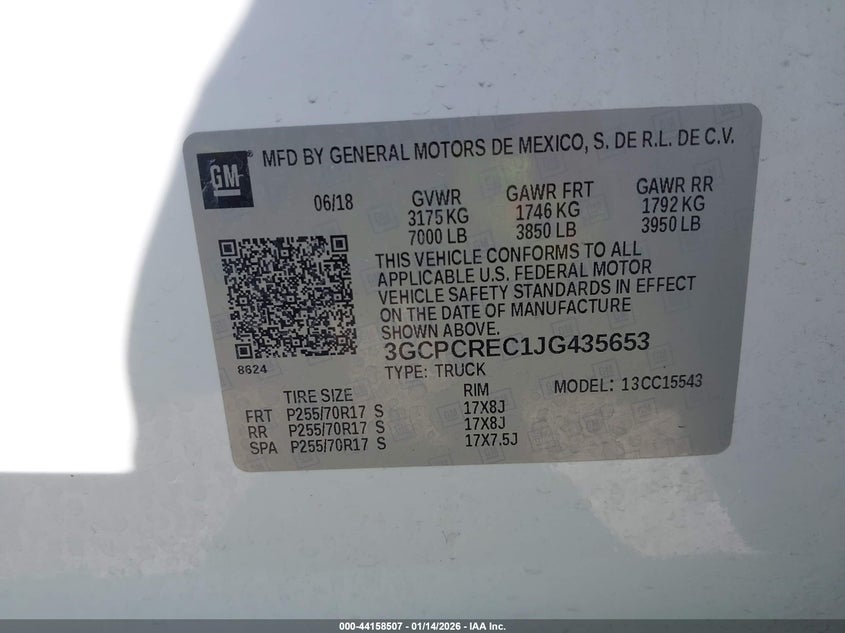 GM® MFD BY GENERAL MOTORS DE MEXICO, S. DE R.L. DE C.V.
06/18 GVWR GAWR FRT GAWR RR
3175 KG 1746 KG 1792 KG
7000 LB 3850 LB 3950 LB
THIS VEHICLE CONFORMS TO ALL
APPLICABLE U.S. FEDERAL MOTOR
VEHICLE SAFETY STANDARDS IN EFFECT
ON THE DATE OF MANUFACTURE
SHOWN ABOVE.
3GCPCREC1JG435653
8624
TYPE: TRUCK
TIRE SIZE RIM MODEL: 13CC15543
FRT P255/70R17 S 17X8J
RR P255/70R17 S 17X8J
SPA P255/70R17 S 17X7.5J
000-44158507 - 01/14/2026 - IAA Inc.